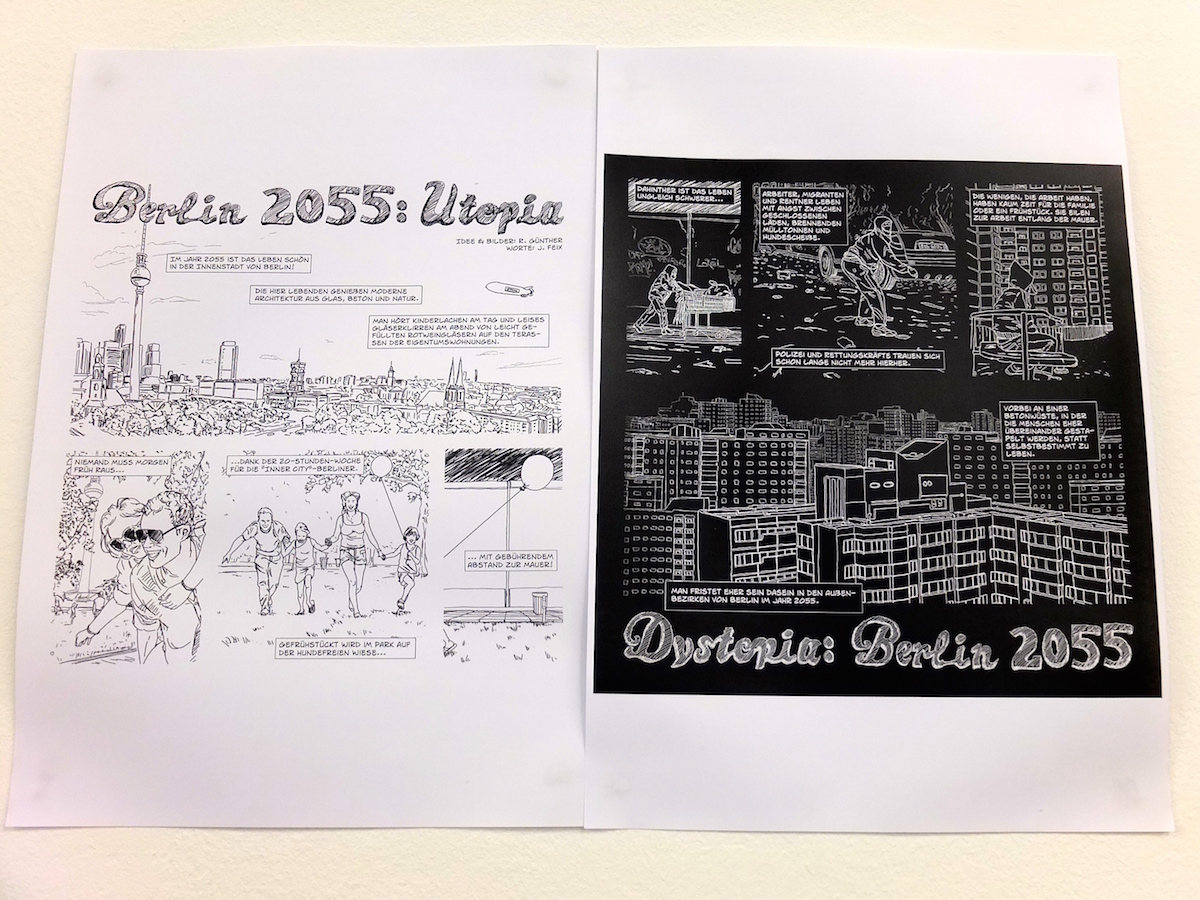 Berlin 2055: Utopia
IDEE & BILDER: R. GÜNTHER
WORTE: J. FEIX
IM JAHR 2055 IST DAS LEBEN SCHÖN
IN DER INNENSTADT VON BERLIN!
DIE HIER LEBENDEN GENIEßEN MODERNE
ARCHITEKTUR AUS GLAS, BETON UND NATUR.
MAN HÖRT KINDERLACHEN AM TAG UND LEISES
GLÄSERKLIRREN AM ABEND VON LEICHT GE-
FÜLLTEN ROTWEINGLÄSERN AUF DEN TERAS-
SEN DER EIGENTUMSWOHNUNGEN.
NIEMAND MUSS MORGEN
FRÜH RAUS...
...DANK DER 20-STUNDEN-WOCHE
FÜR DIE "INNER CITY"-BERLINER.
... MIT GEBÜHRENDEM
ABSTAND ZUR MAUER!
GEFRÜHSTÜCKT WIRD IM PARK AUF
DER HUNDEFREIEN WIESE...
DAHINTHER IST DAS LEBEN
UNGLEICH SCHWERER...
ARBEITER, MIGRANTEN
UND RENTNER LEBEN
MIT ANGST ZWISCHEN
GESCHLOSSENEN
LÄDEN, BRENNENDEN
MÜLLTONNEN UND
HUNDESCHEIßE.
DIE WENIGEN, DIE ARBEIT HABEN,
HABEN KAUM ZEIT FÜR DIE FAMILIE
ODER EIN FRÜHSTÜCK. SIE EILEN
ZUR ARBEIT ENTLANG DER MAUER.
POLIZEI UND RETTUNGSKRÄFTE TRAUEN SICH
SCHON LANGE NICHT MEHR HIERHER.
VORBEI AN EINER
BETONWÜSTE, IN DER
DIE MENSCHEN EHER
ÜBEREINANDER GESTA-
PELT WERDEN, STATT
SELBSTBESTIMMT ZU
LEBEN.
MAN FRISTET EHER SEIN DASEIN IN DEN AUßEN-
BEZIRKEN VON BERLIN IM JAHR 2055.
Dystopia: Berlin 2055